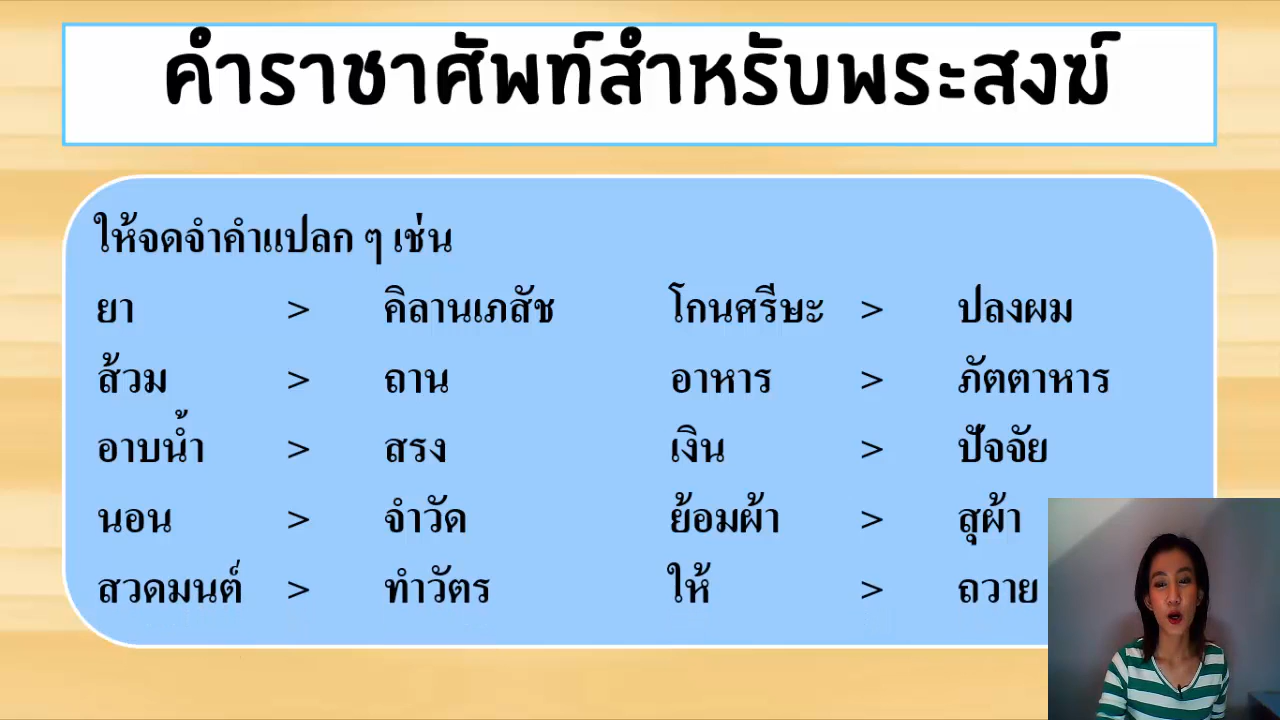 คำราชาศัพท์สำหรับพระสงฆ์
ให้จดจำคำแปลก ๆ เช่น
ยา > คิลานเภสัช โกนศรีษะ > ปลงผม
ส้วม > ถาน อาหาร > ภัตตาหาร
อาบน้ำ > สรง เงิน > ปัจจัย
นอน > จำวัด ย้อมผ้า > สุผ้า
สวดมนต์ > ทำวัตร ให้ > ถวาย